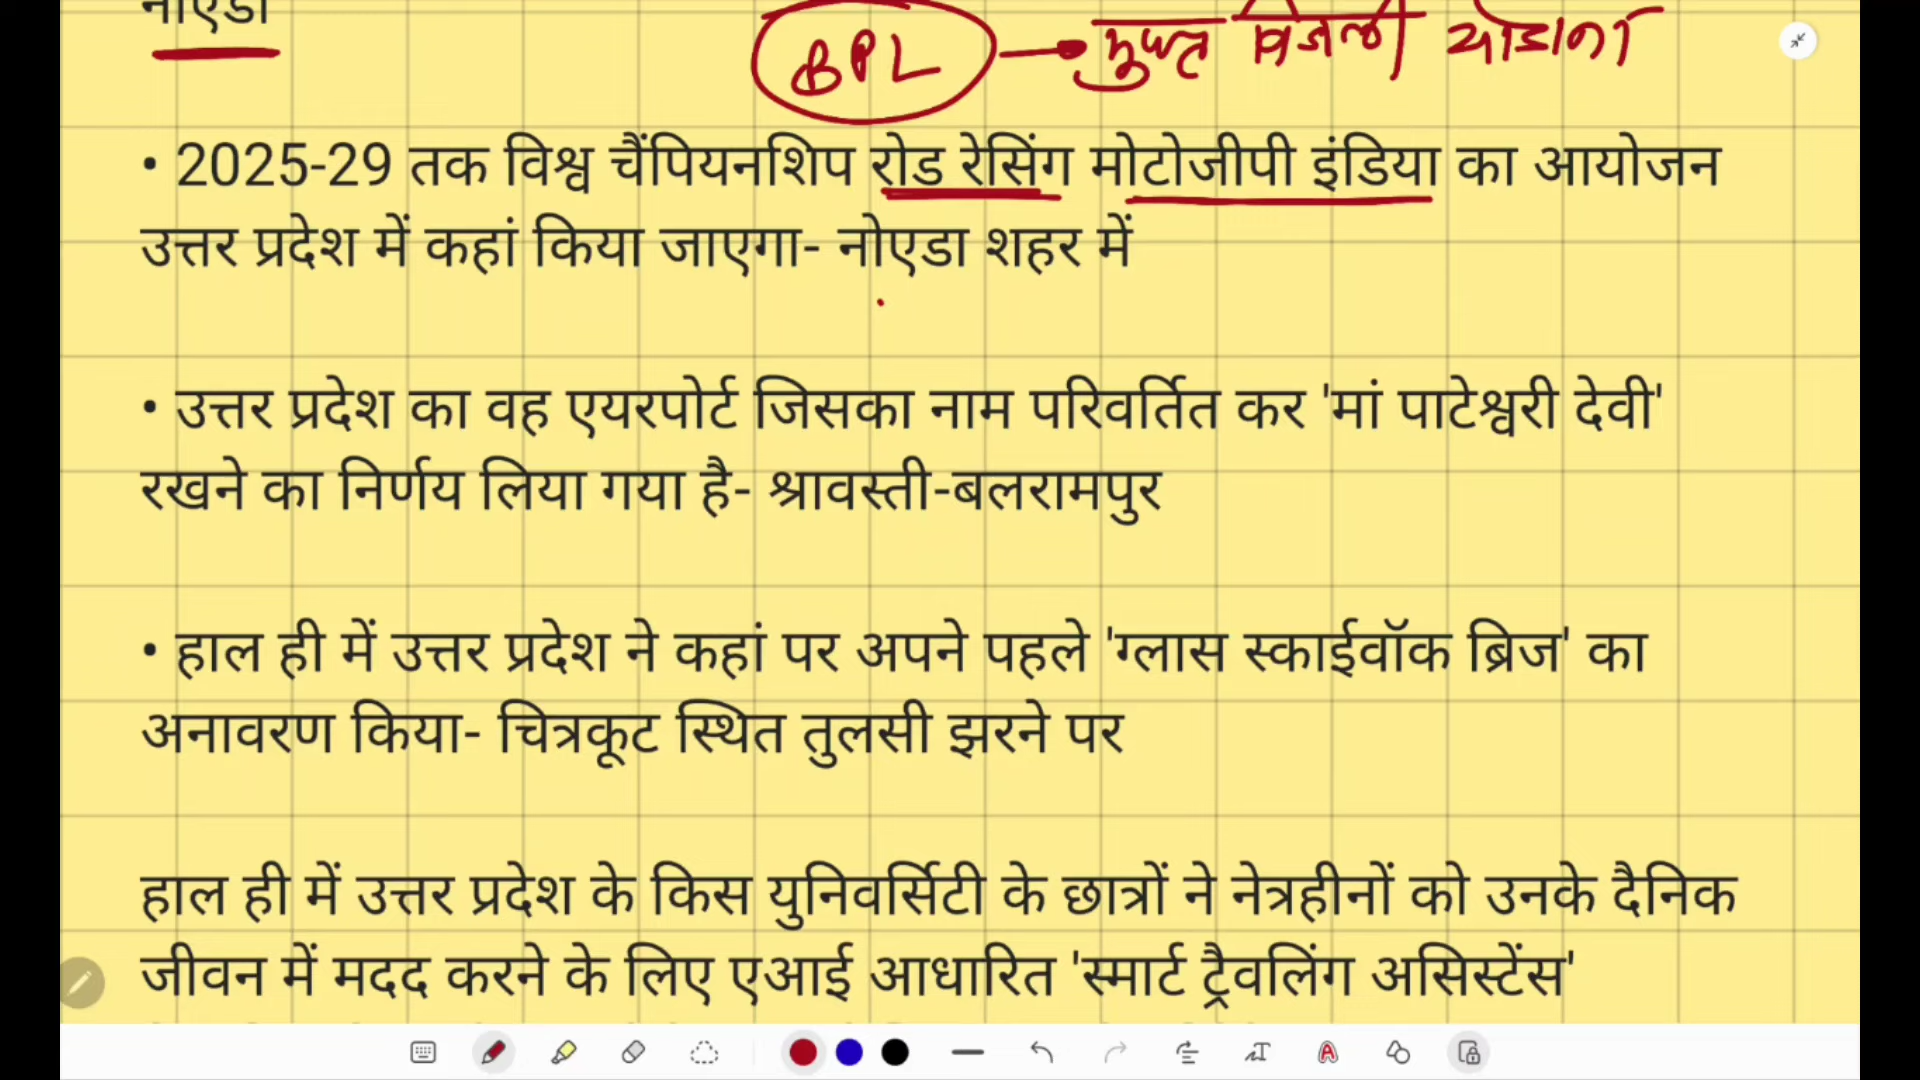 नोएडा
BPL मुफ्त बिजली योजना
• 2025-29 तक विश्व चैंपियनशिप रोड रेसिंग मोटोजीपी इंडिया का आयोजन
उत्तर प्रदेश में कहां किया जाएगा- नोएडा शहर में
• उत्तर प्रदेश का वह एयरपोर्ट जिसका नाम परिवर्तित कर 'मां पाटेश्वरी देवी'
रखने का निर्णय लिया गया है- श्रावस्ती-बलरामपुर
• हाल ही में उत्तर प्रदेश ने कहां पर अपने पहले 'ग्लास स्काईवॉक ब्रिज' का
अनावरण किया- चित्रकूट स्थित तुलसी झरने पर
हाल ही में उत्तर प्रदेश के किस युनिवर्सिटी के छात्रों ने नेत्रहीनों को उनके दैनिक
जीवन में मदद करने के लिए एआई आधारित 'स्मार्ट ट्रैवलिंग असिस्टेंस'